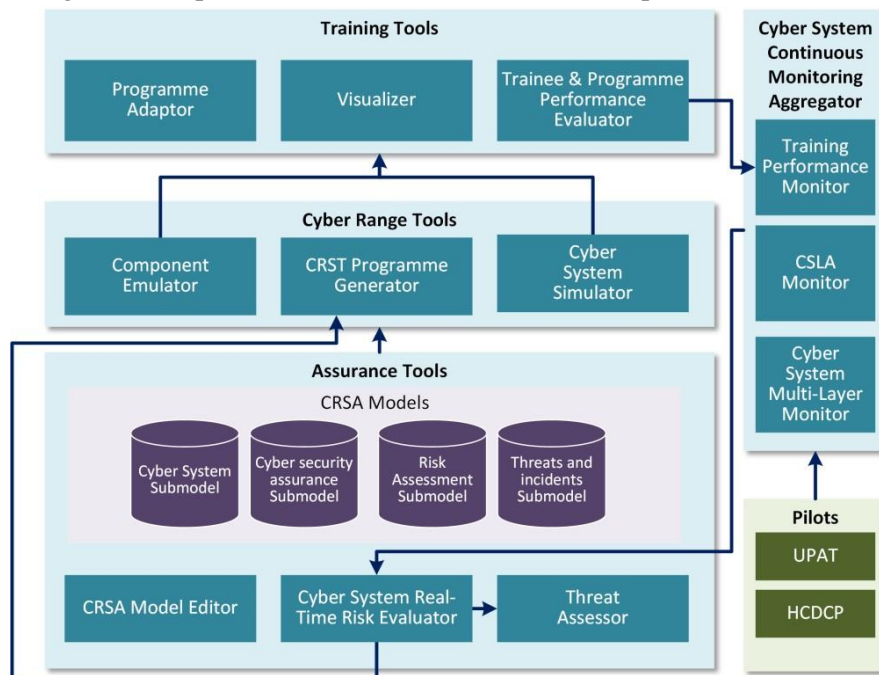 Training Tools
Programme
Adaptor
Visualizer
Trainee & Programme
Performance
Evaluator
Cyber Range Tools
Component
Emulator
CRST Programme
Generator
Cyber
System
Simulator
Assurance Tools
CRSA Models
Cyber System
Submodel
Cyber security
assurance
Submodel
Risk
Assessment
Submodel
Threats and
incidents
Submodel
CRSA Model Editor
Cyber System Real-
Time Risk Evaluator
Threat
Assessor
Cyber System
Continuous
Monitoring
Aggregator
Training
Performance
Monitor
CSLA
Monitor
Cyber
System
Multi-Layer
Monitor
Pilots
UPAT
HCDCP